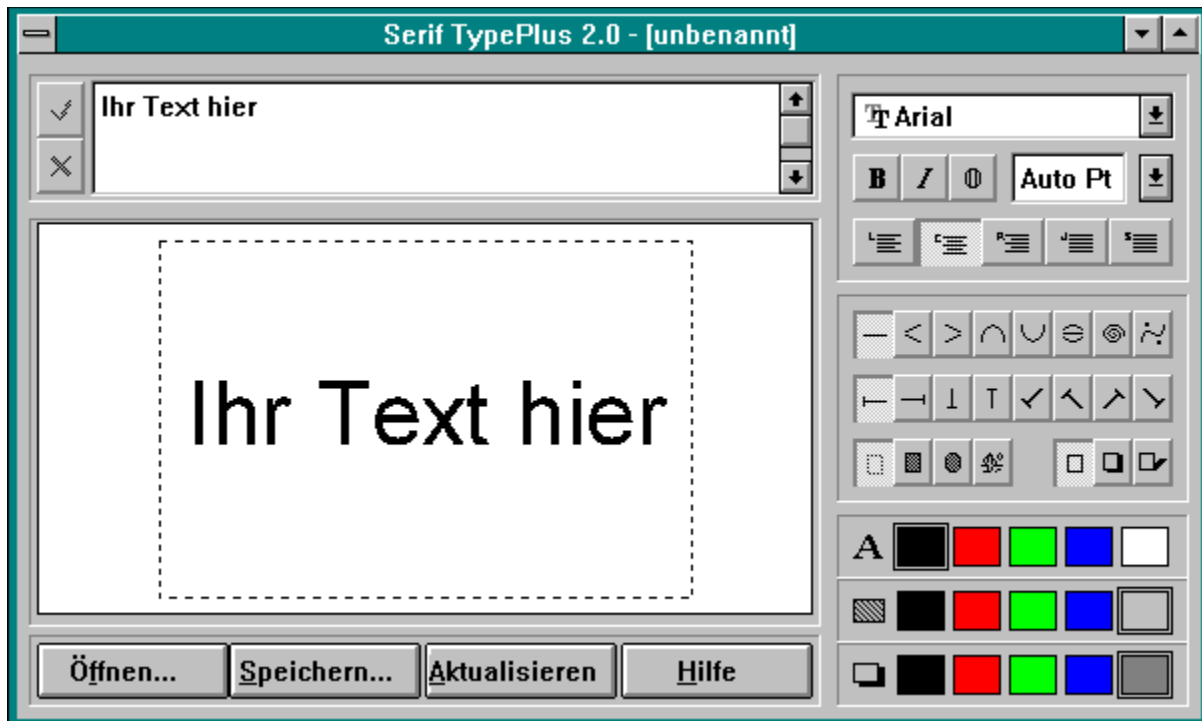 Serif TypePlus 2.0 - [unbenannt]
Ihr Text hier
Arial
B I O Auto Pt
L C R J S
Ihr Text hier
A
Öffnen... Speichern... Aktualisieren Hilfe